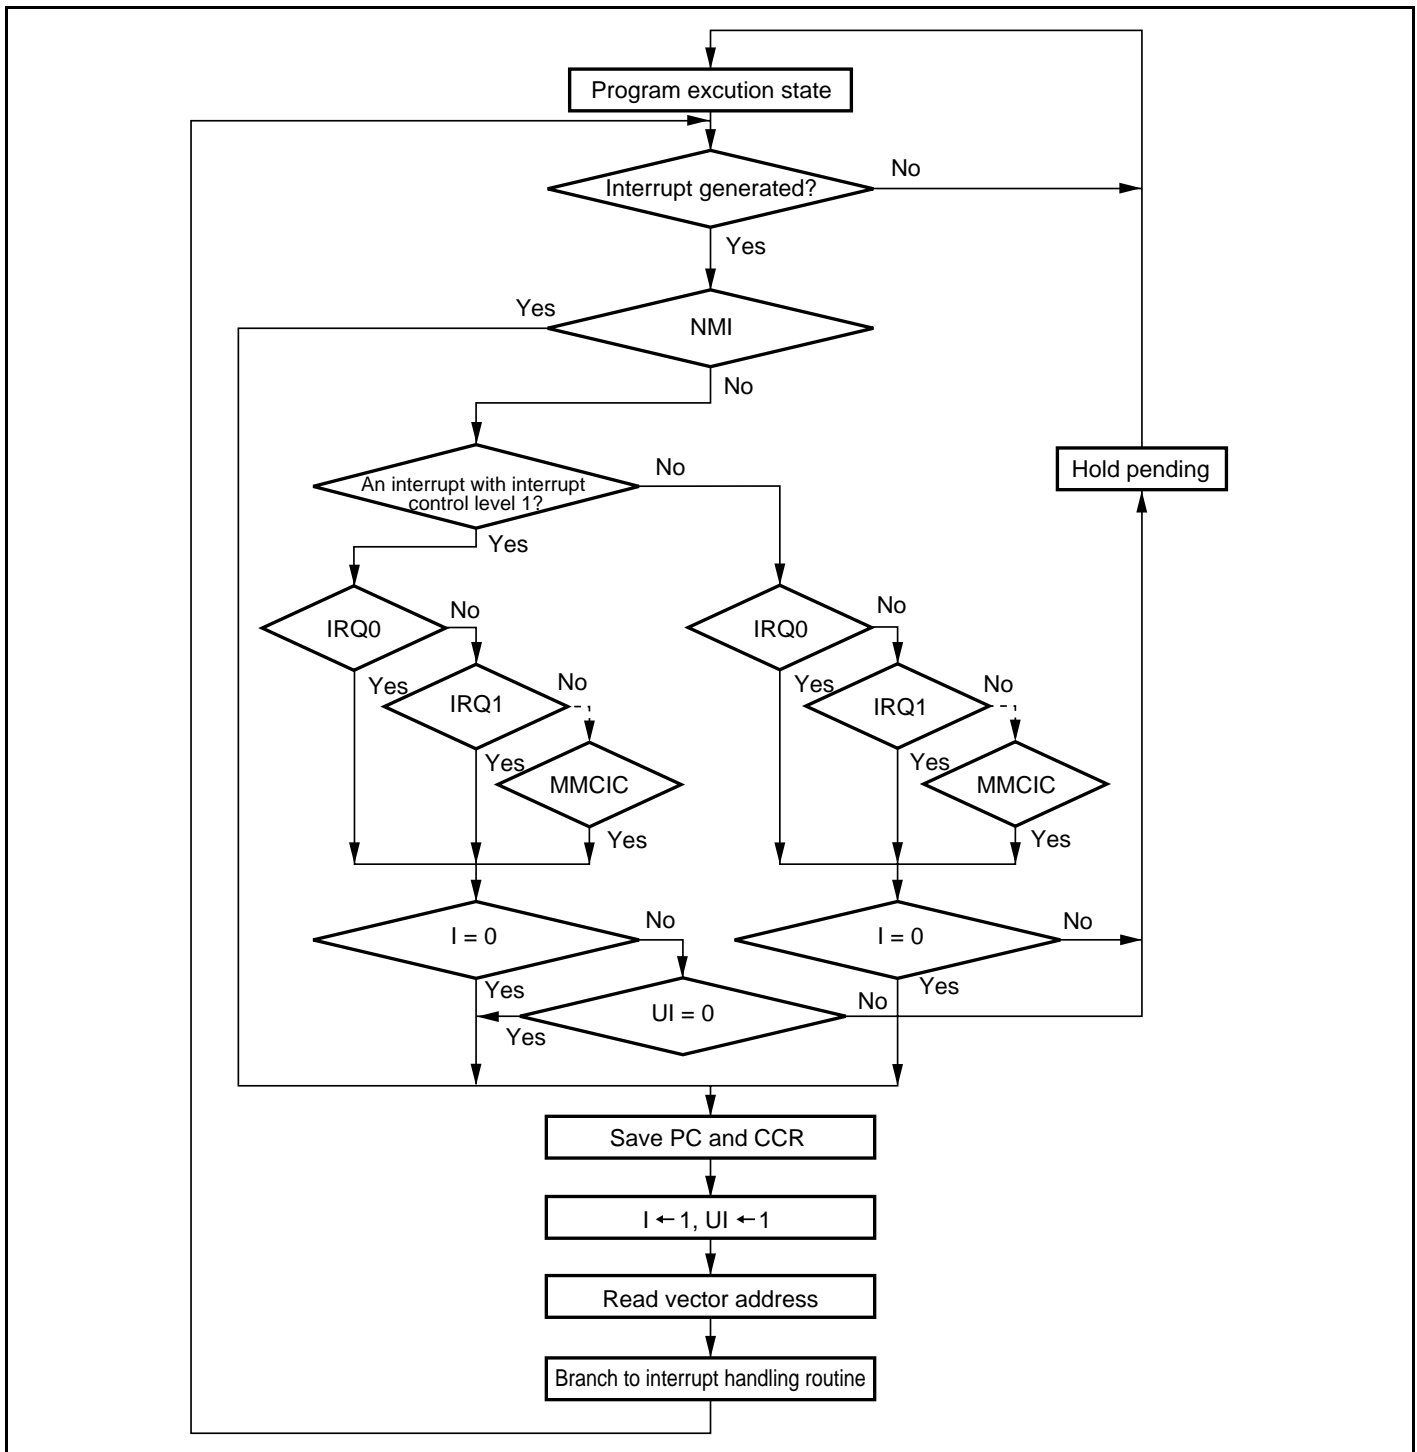 Program excution state
Interrupt generated?
No
Yes
Yes
NMI
No
An interrupt with interrupt
control level 1?
No
Yes
Hold pending
IRQ0
No
Yes
IRQ1
No
Yes
MMCIC
Yes
IRQ0
No
Yes
IRQ1
No
Yes
MMCIC
Yes
I = 0
No
Yes
UI = 0
No
Yes
I = 0
No
Yes
Save PC and CCR
I ← 1, UI ← 1
Read vector address
Branch to interrupt handling routine